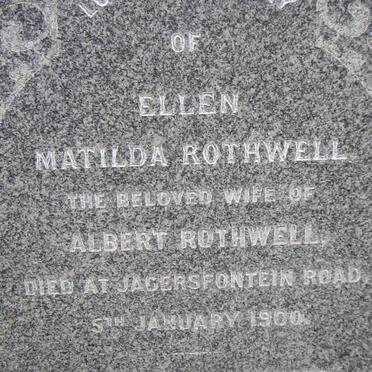 OF
ELLEN
MATILDA ROTHWELL
THE BELOVED WIFE OF
ALBERT ROTHWELL,
DIED AT JAGERSFONTEIN ROAD,
5TH JANUARY 1900.